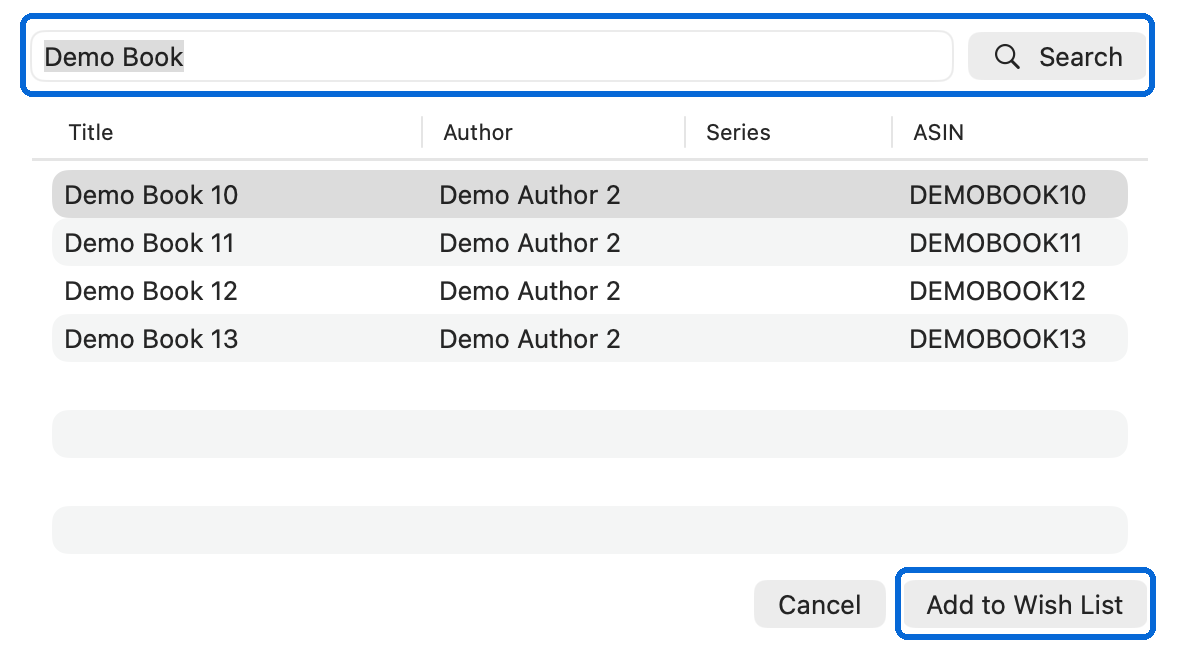 Demo Book Search
Title Author Series ASIN
Demo Book 10 Demo Author 2 DEMOBOOK10
Demo Book 11 Demo Author 2 DEMOBOOK11
Demo Book 12 Demo Author 2 DEMOBOOK12
Demo Book 13 Demo Author 2 DEMOBOOK13
Cancel Add to Wish List